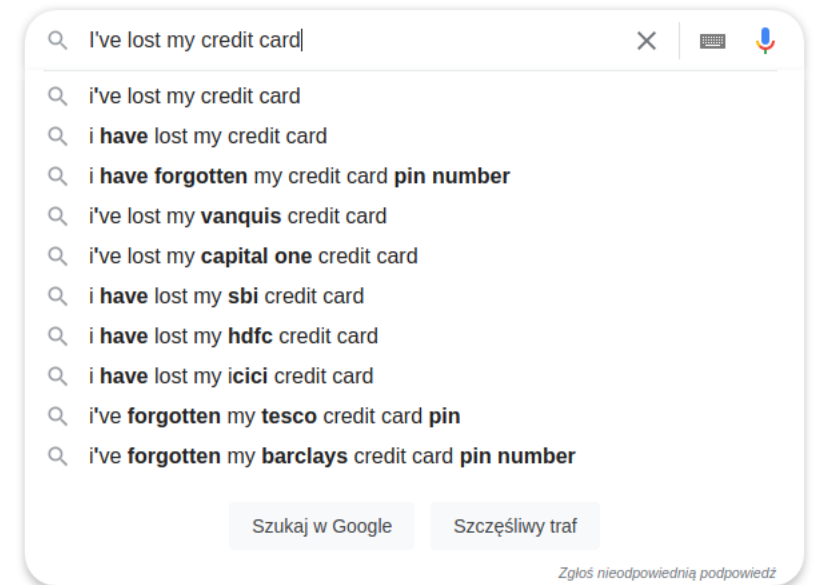 I've lost my credit card
i've lost my credit card
i have lost my credit card
i have forgotten my credit card pin number
i've lost my vanquis credit card
i've lost my capital one credit card
i have lost my sbi credit card
i have lost my hdfc credit card
i have lost my icici credit card
i've forgotten my tesco credit card pin
i've forgotten my barclays credit card pin number
Szukaj w Google Szczęśliwy traf
Zgłoś nieodpowiednią podpowiedź